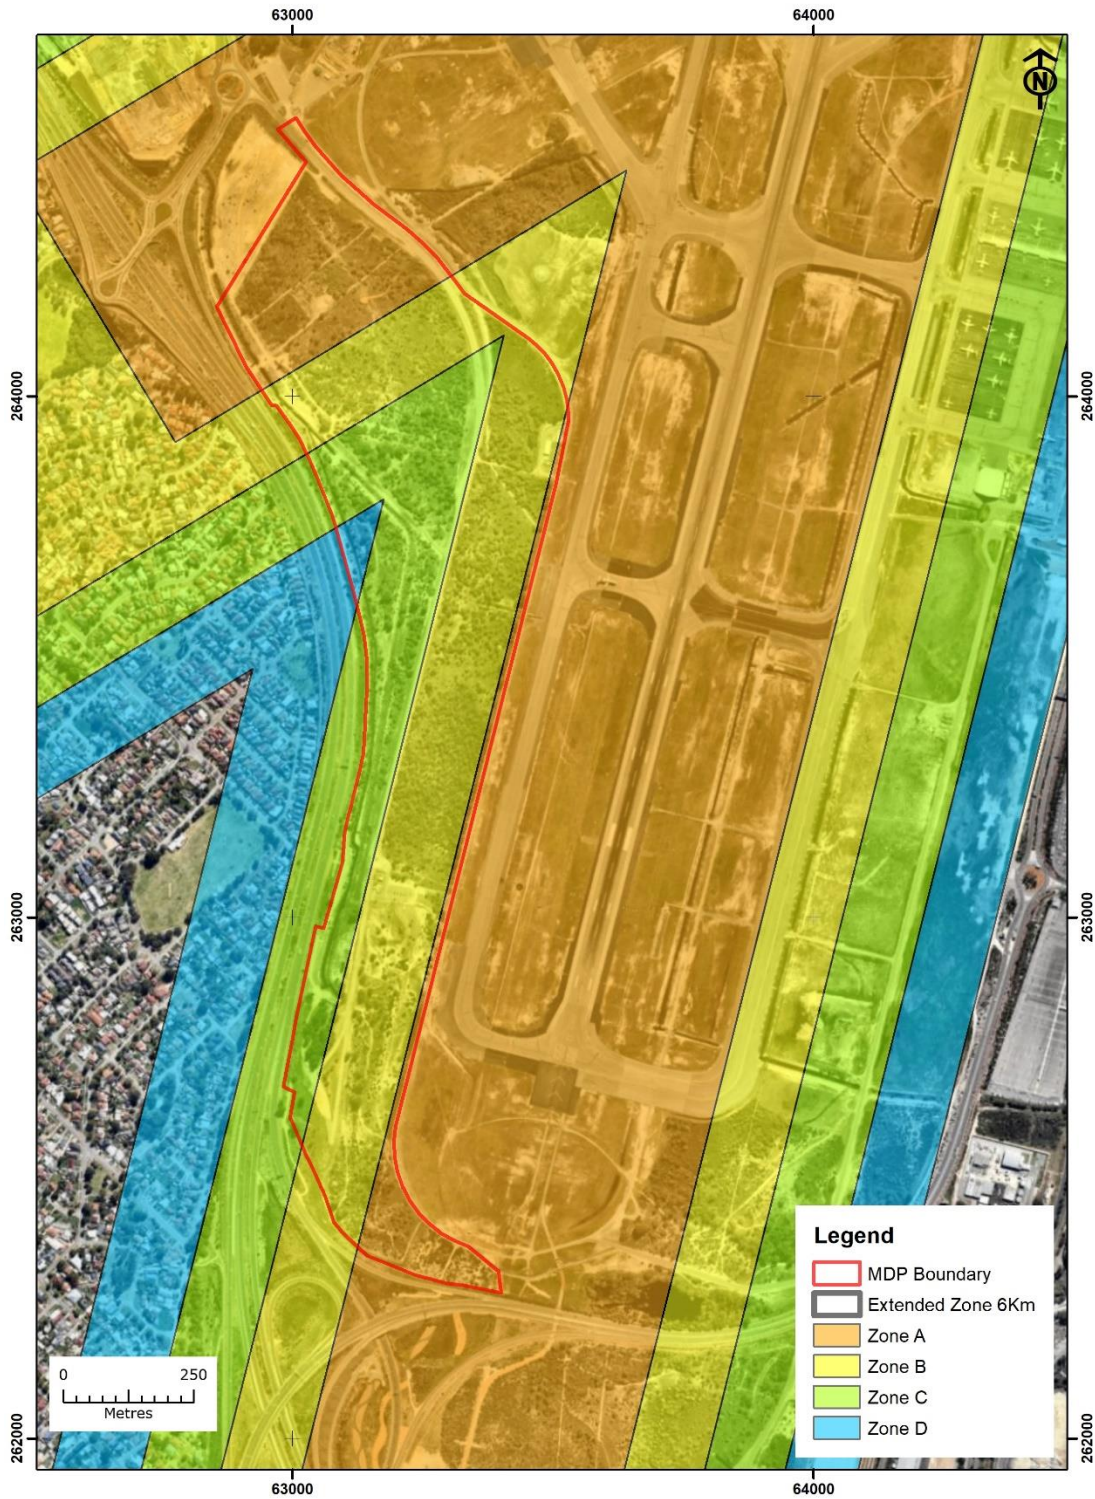 63000 64000
N
264000 264000
263000 263000
Legend
MDP Boundary
Extended Zone 6Km
Zone A
Zone B
Zone C
Zone D
0 250
Metres
262000 262000
63000 64000